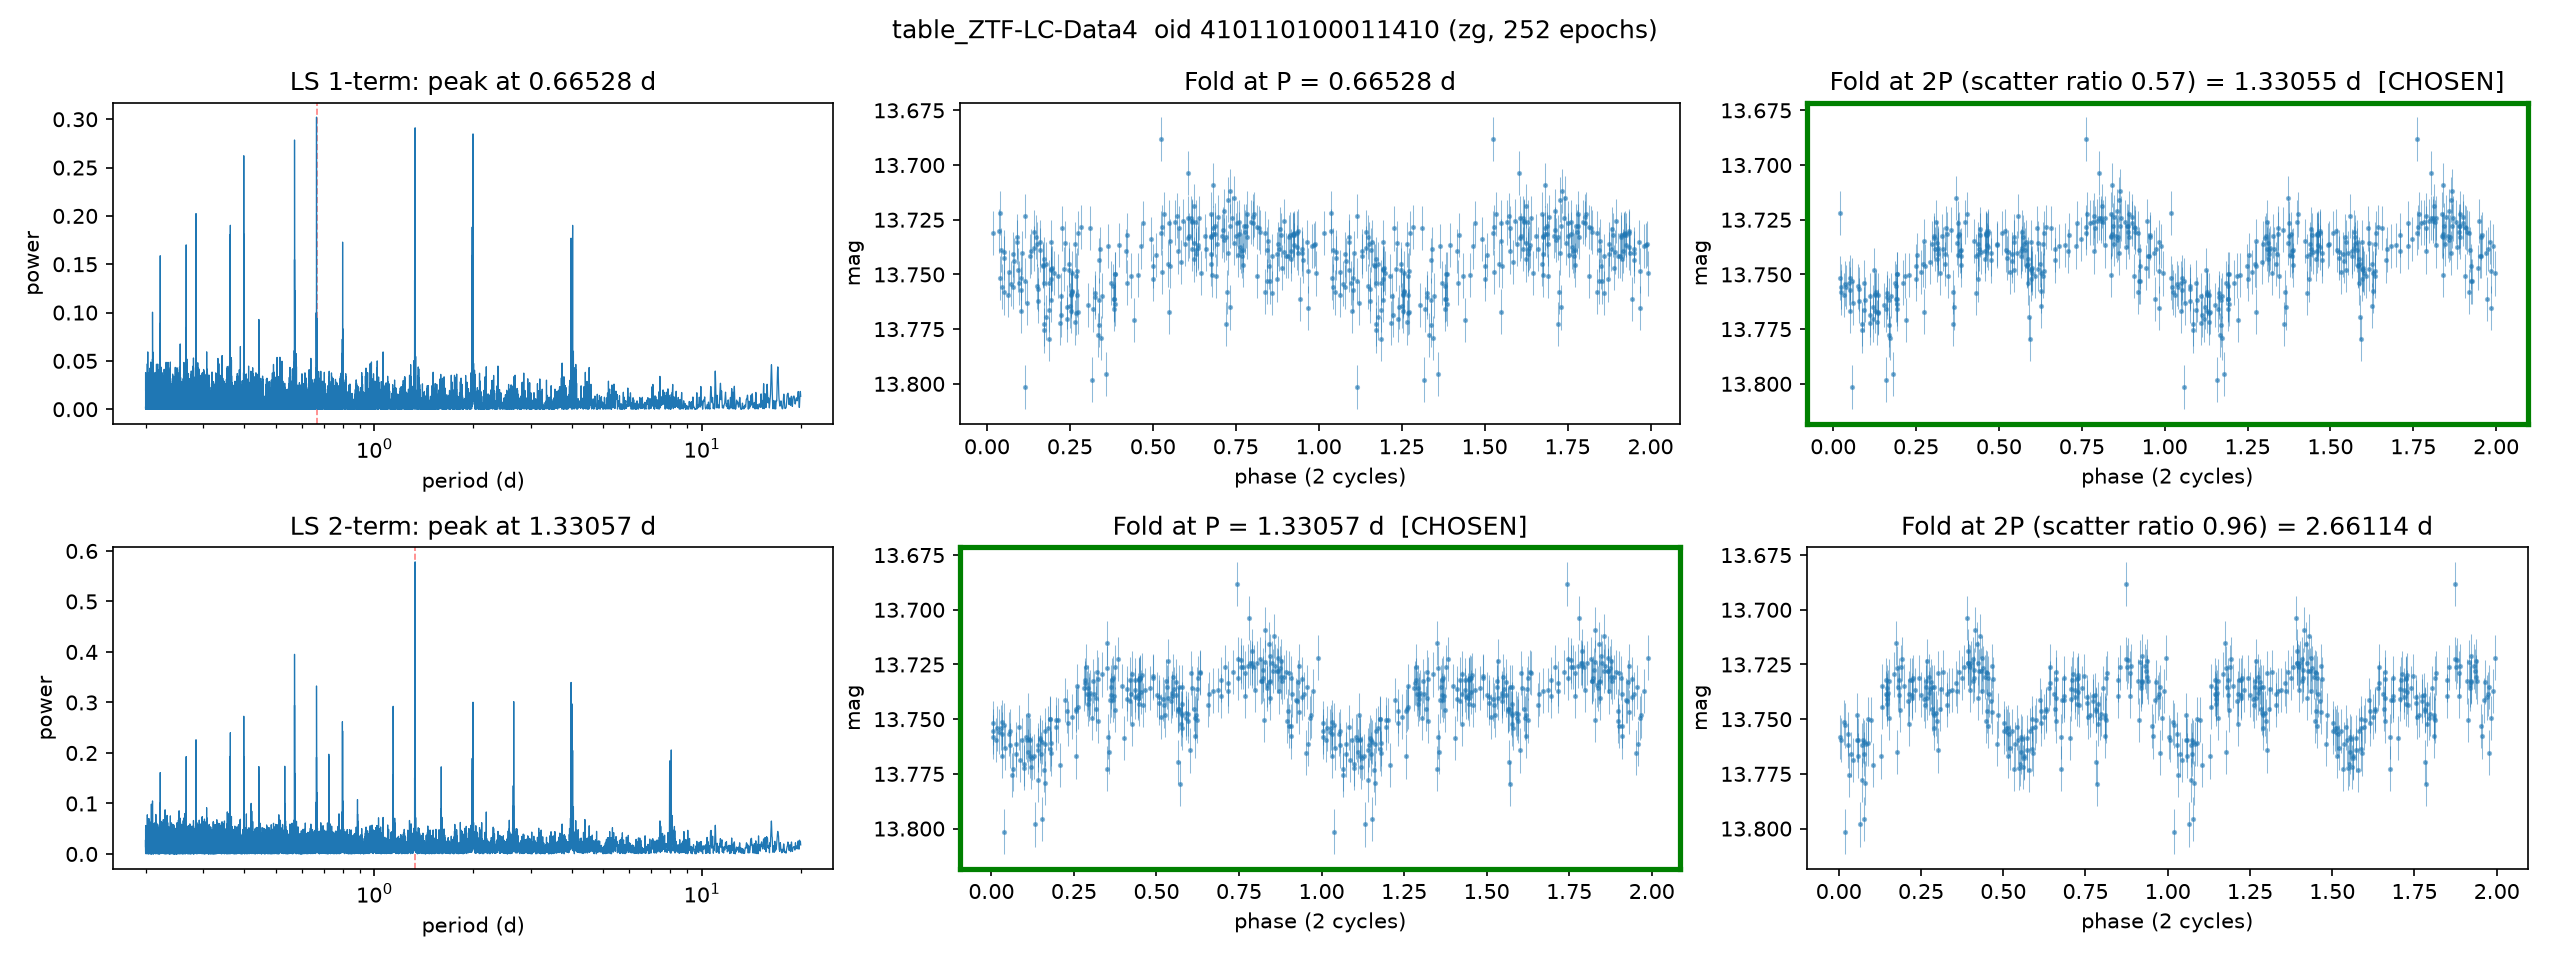 table_ZTF-LC-Data4  oid 410110100011410 (zg, 252 epochs)
LS 1-term: peak at 0.66528 d
power
0.30
0.25
0.20
0.15
0.10
0.05
0.00
10⁰
10¹
period (d)
Fold at P = 0.66528 d
mag
13.675
13.700
13.725
13.750
13.775
13.800
0.00 0.25 0.50 0.75 1.00 1.25 1.50 1.75 2.00
phase (2 cycles)
Fold at 2P (scatter ratio 0.57) = 1.33055 d  [CHOSEN]
mag
13.675
13.700
13.725
13.750
13.775
13.800
0.00 0.25 0.50 0.75 1.00 1.25 1.50 1.75 2.00
phase (2 cycles)
LS 2-term: peak at 1.33057 d
power
0.6
0.5
0.4
0.3
0.2
0.1
0.0
10⁰
10¹
period (d)
Fold at P = 1.33057 d  [CHOSEN]
mag
13.675
13.700
13.725
13.750
13.775
13.800
0.00 0.25 0.50 0.75 1.00 1.25 1.50 1.75 2.00
phase (2 cycles)
Fold at 2P (scatter ratio 0.96) = 2.66114 d
mag
13.675
13.700
13.725
13.750
13.775
13.800
0.00 0.25 0.50 0.75 1.00 1.25 1.50 1.75 2.00
phase (2 cycles)